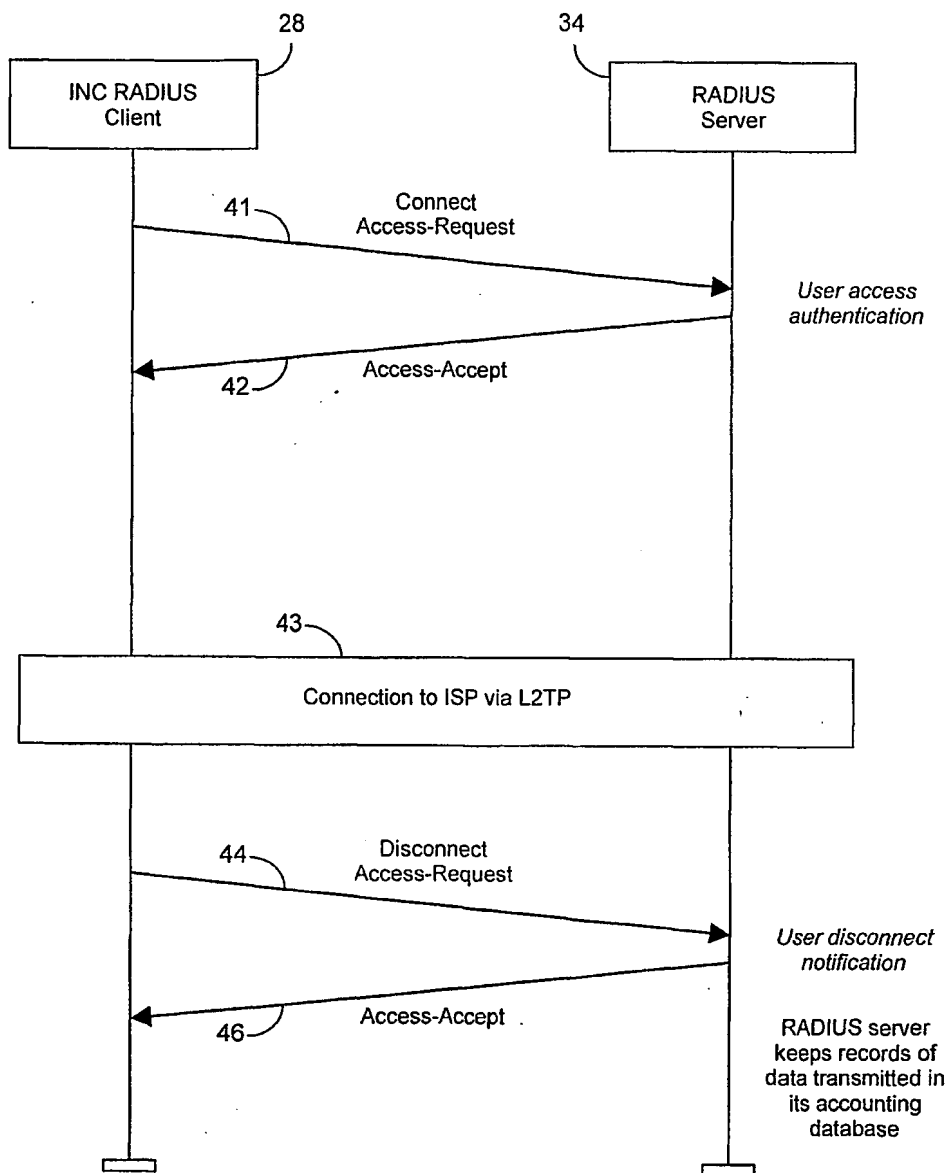 28
34
INC RADIUS
Client
RADIUS
Server
41
Connect
Access-Request
User access
authentication
Access-Accept
42
43
Connection to ISP via L2TP
44
Disconnect
Access-Request
User disconnect
notification
Access-Accept
46
RADIUS server
keeps records of
data transmitted in
its accounting
database